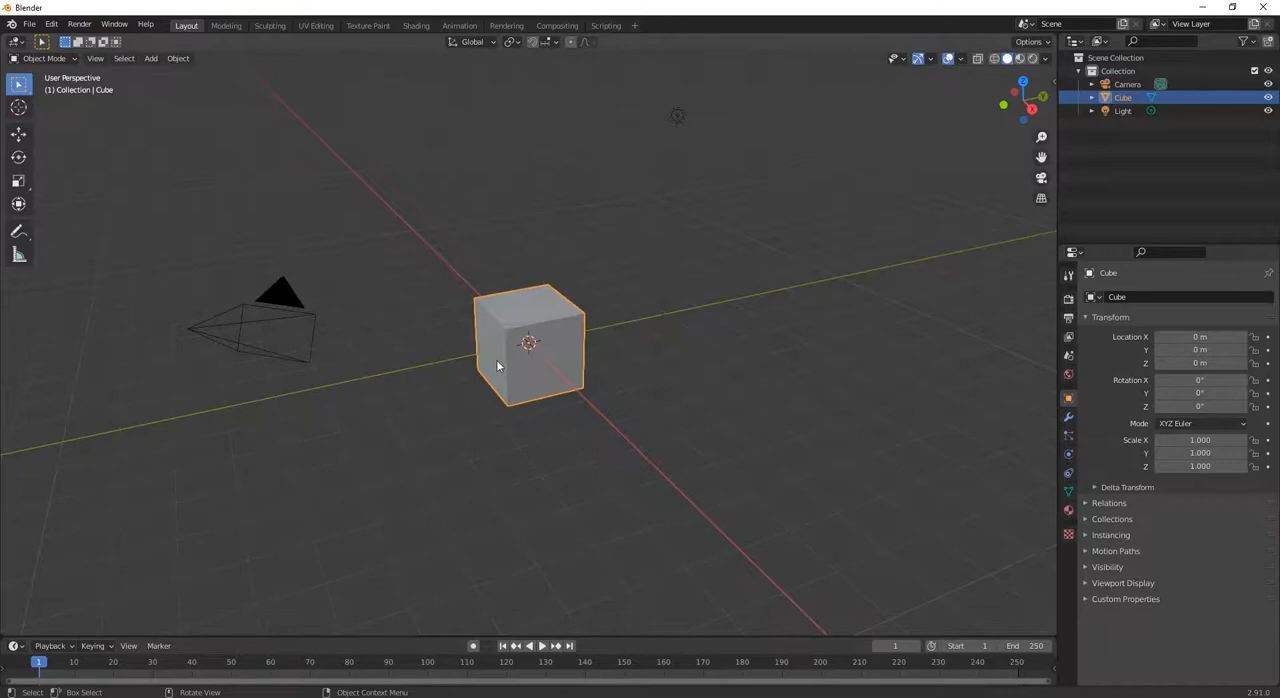 Blender
File Edit Render Window Help Layout Modeling Sculpting UV Editing Texture Paint Shading Animation Rendering Compositing Scripting + Scene View Layer
Global Options
Object Mode View Select Add Object
User Perspective
(1) Collection | Cube
Z
Y
X
Scene Collection
Collection
Camera
Cube
Light
Cube
Cube
Transform
Location X 0 m
Y 0 m
Z 0 m
Rotation X 0°
Y 0°
Z 0°
Mode XYZ Euler
Scale X 1.000
Y 1.000
Z 1.000
Delta Transform
Relations
Collections
Instancing
Motion Paths
Visibility
Viewport Display
Custom Properties
Playback Keying View Marker 1 Start 1 End 250
1 10 20 30 40 50 60 70 80 90 100 110 120 130 140 150 160 170 180 190 200 210 220 230 240 250
Select Box Select Rotate View Object Context Menu 2.91.0